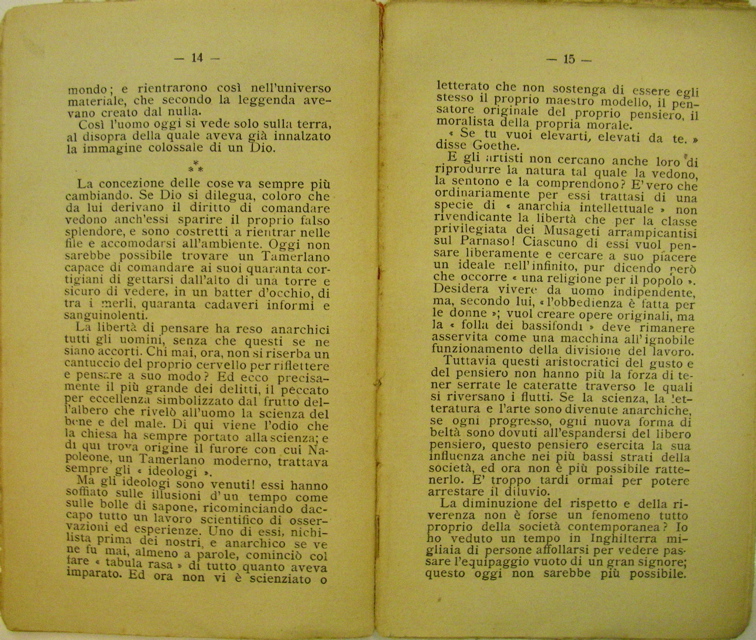 — 14 —
mondo; e rientrarono così nell'universo
materiale, che secondo la leggenda ave-
vano creato dal nulla.
Così l'uomo oggi si vede solo sulla terra,
al disopra della quale aveva già innalzato
la immagine colossale di un Dio.
*
* *
La concezione delle cose va sempre più
cambiando. Se Dio si dilegua, coloro che
da lui derivano il diritto di comandare
vedono anch'essi sparire il proprio falso
splendore, e sono costretti a rientrar nelle
file e accomodarsi all'ambiente. Oggi non
sarebbe possibile trovare un Tamerlano
capace di comandare ai suoi quaranta cor-
tigiani di gettarsi dall'alto di una torre e
sicuro di vedere, in un batter d'occhio, di
tra i merli, quaranta cadaveri informi e
sanguinolenti.
La libertà di pensare ha reso anarchici
tutti gli uomini, senza che questi se ne
siano accorti. Chi mai, ora, non si riserba un
cantuccio del proprio cervello per riflettere
e pensare a suo modo? Ed ecco precisa-
mente il più grande dei delitti, il peccato
per eccellenza simbolizzato dal frutto del-
l'albero che rivelò all'uomo la scienza del
bene e del male. Di qui viene l'odio che
la chiesa ha sempre portato alla scienza; e
di qui trova origine il furore con cui Na-
poleone, un Tamerlano moderno, trattava
sempre gli « ideologi ».
Ma gli ideologi sono venuti! essi hanno
soffiato sulle illusioni d'un tempo come
sulle bolle di sapone, ricominciando dac-
capo tutto un lavoro scientifico di osser-
vazioni ed esperienze. Uno di essi, nichi-
lista prima dei nostri, e anarchico se ve
ne fu mai, almeno a parole, cominciò col
fare « tabula rasa » di tutto quanto aveva
imparato. Ed ora non vi è scienziato o
— 15 —
letterato che non sostenga di essere egli
stesso il proprio maestro modello, il pen-
satore originale del proprio pensiero, il
moralista della propria morale.
« Se tu vuoi elevarti, elevati da te. »
disse Goethe.
E gli artisti non cercano anche loro di
riprodurre la natura tal quale la vedono,
la sentono e la comprendono? E' vero che
ordinariamente per essi trattasi di una
specie di « anarchia intellettuale » non
rivendicante la libertà che per la classe
privilegiata dei Musageti arrampicantisi
sul Parnaso! Ciascuno di essi vuol pen-
sare liberamente e cercare a suo piacere
un ideale nell'infinito, pur dicendo però
che occorre « una religione per il popolo ».
Desidera vivere da uomo indipendente,
ma, secondo lui, « l'obbedienza è fatta per
le donne »; vuol creare opere originali, ma
la « folla dei bassifondi » deve rimanere
asservita come una macchina all'ignobile
funzionamento della divisione del lavoro.
Tuttavia questi aristocratici del gusto e
del pensiero non hanno più la forza di te-
ner serrate le cateratte traverso le quali
si riversano i flutti. Se la scienza, la let-
teratura e l'arte sono divenute anarchiche,
se ogni progresso, ogni nuova forma di
beltà sono dovuti all'espandersi del libero
pensiero, questo pensiero esercita la sua
influenza anche nei più bassi strati della
società, ed ora non è più possibile ratte-
nerlo. E' troppo tardi ormai per potere
arrestare il diluvio.
La diminuzione del rispetto e della ri-
verenza non è forse un fenomeno tutto
proprio della società contemporanea? Io
ho veduto un tempo in Inghilterra mi-
gliaia di persone affollarsi per vedere pas-
sare l'equipaggio vuoto di un gran signore;
questo oggi non sarebbe più possibile.